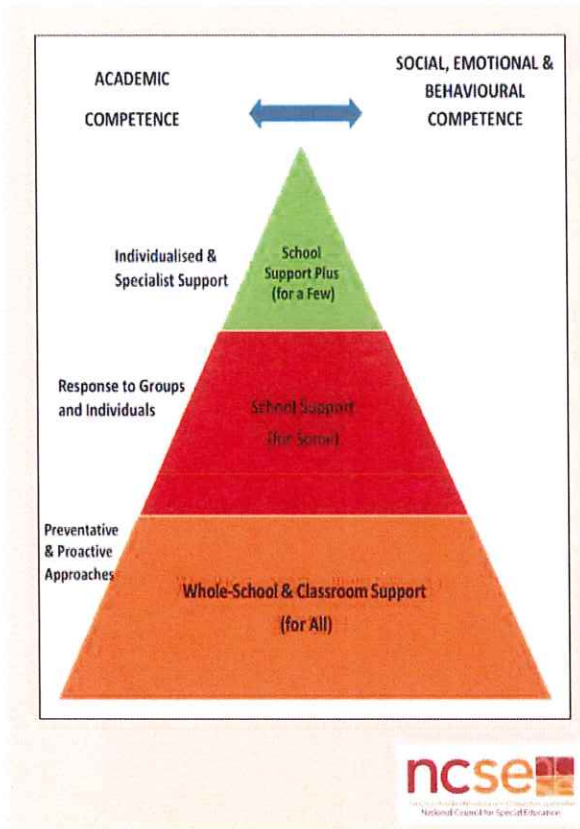 ACADEMIC
COMPETENCE
SOCIAL, EMOTIONAL &
BEHAVIOURAL
COMPETENCE
Individualised &
Specialist Support
School
Support Plus
(for a Few)
Response to Groups
and Individuals
School Support
(for Some)
Preventative
& Proactive
Approaches
Whole-School & Classroom Support
(for All)
ncse
National Council for Special Education